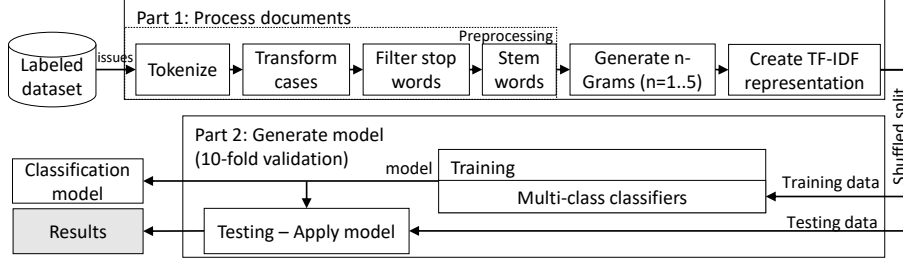 Part 1: Process documents
Preprocessing
Labeled
dataset
issues
Tokenize
Transform
cases
Filter stop
words
Stem
words
Generate n-
Grams (n=1..5)
Create TF-IDF
representation
Shuffled split
Part 2: Generate model
(10-fold validation)
Classification
model
model
Training
Multi-class classifiers
Training data
Results
Testing – Apply model
Testing data